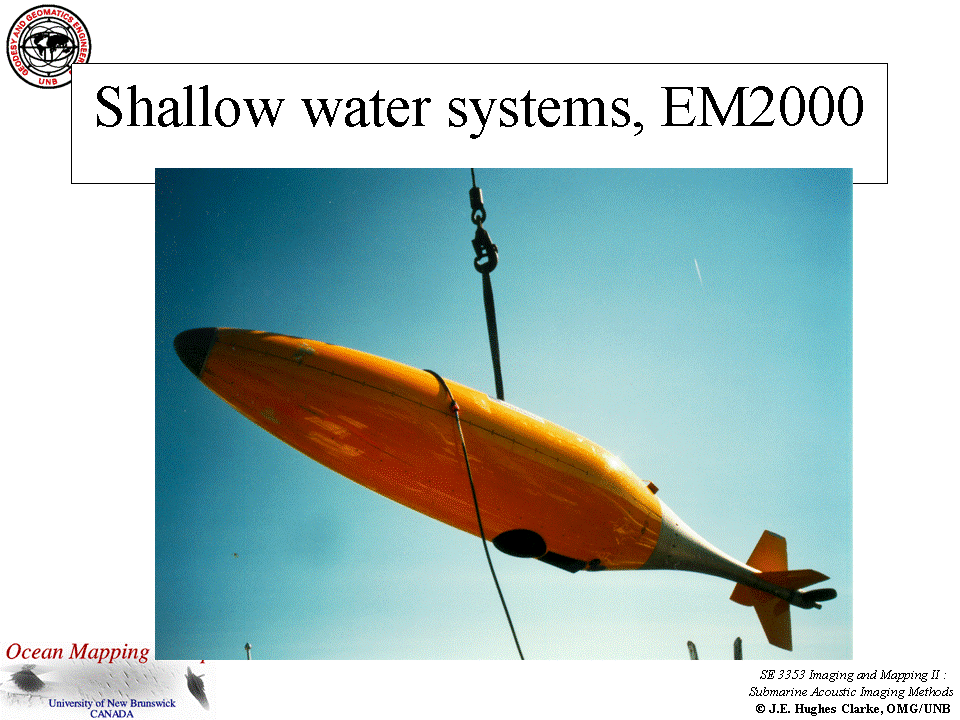 GEODESY AND GEOMATICS ENGINEER
UNB
Shallow water systems, EM2000
Ocean Mapping
University of New Brunswick
CANADA
SE 3353 Imaging and Mapping II :
Submarine Acoustic Imaging Methods
© J.E. Hughes Clarke, OMG/UNB